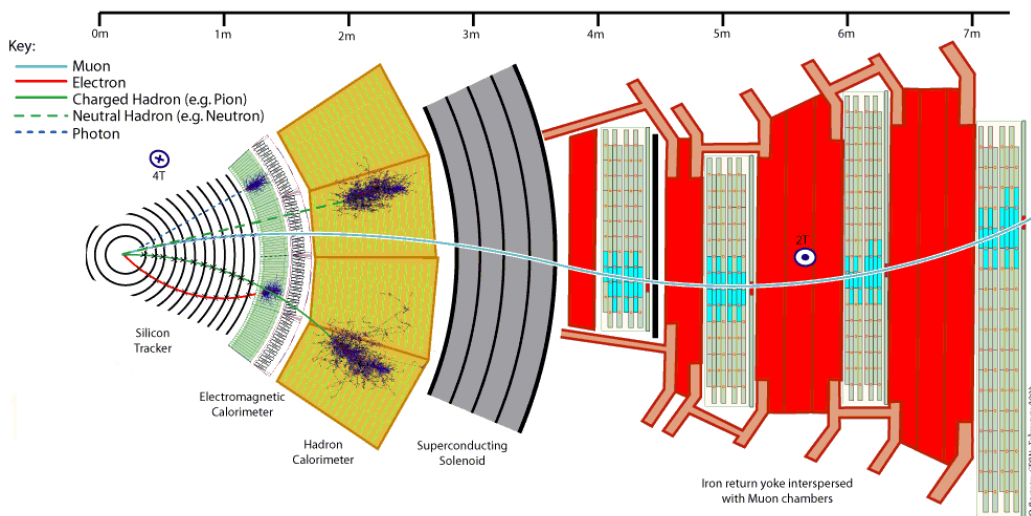 0m 1m 2m 3m 4m 5m 6m 7m
Key:
Muon
Electron
Charged Hadron (e.g. Pion)
Neutral Hadron (e.g. Neutron)
Photon
4T
2T
Silicon
Tracker
Electromagnetic
Calorimeter
Hadron
Calorimeter
Superconducting
Solenoid
Iron return yoke interspersed
with Muon chambers